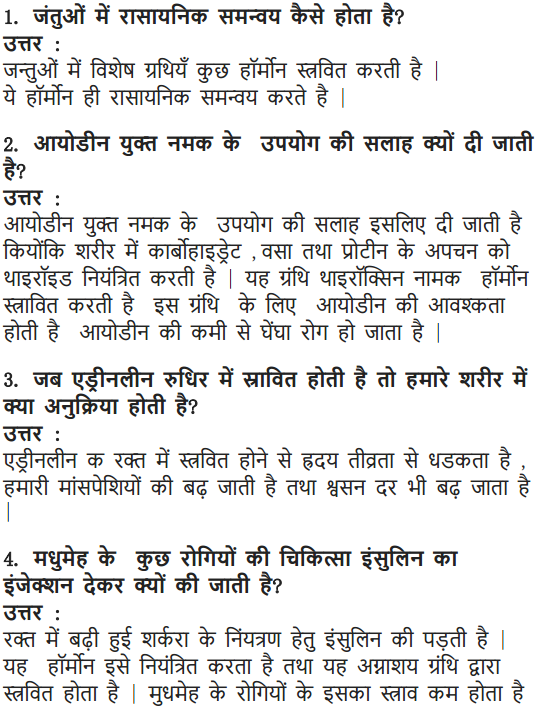 1. जंतुओं में रासायनिक समन्वय कैसे होता है?
उत्तर :
जन्तुओं में विशेष ग्रथियँ कुछ हॉर्मोन स्त्रवित करती है |
ये हॉर्मोन ही रासायनिक समन्वय करते है |
2. आयोडीन युक्त नमक के उपयोग की सलाह क्यों दी जाती
है?
उत्तर :
आयोडीन युक्त नमक के उपयोग की सलाह इसलिए दी जाती है
कियोंकि शरीर में कार्बोहाइड्रेट , वसा तथा प्रोटीन के अपचन को
थाइरॉइड नियंत्रित करती है | यह ग्रंथि थाइरॉक्सिन नामक हॉर्मोन
स्त्रावित करती है इस ग्रंथि के लिए आयोडीन की आवश्कता
होती है आयोडीन की कमी से घेंघा रोग हो जाता है |
3. जब एड्रीनलीन रुधिर में स्रावित होती है तो हमारे शरीर में
क्या अनुक्रिया होती है?
उत्तर :
एड्रीनलीन क रक्त में स्त्रवित होने से ह्रदय तीव्रता से धडकता है ,
हमारी मांसपेशियों की बढ़ जाती है तथा श्वसन दर भी बढ़ जाता है
|
4. मधुमेह के कुछ रोगियों की चिकित्सा इंसुलिन का
इंजेक्शन देकर क्यों की जाती है?
उत्तर :
रक्त में बढ़ी हुई शर्करा के निंयत्रण हेतु इंसुलिन की पड़ती है |
यह हॉर्मोन इसे नियंत्रित करता है तथा यह अग्नाशय ग्रंथि द्वारा
स्त्रवित होता है | मुधमेह के रोगियों के इसका स्त्राव कम होता है